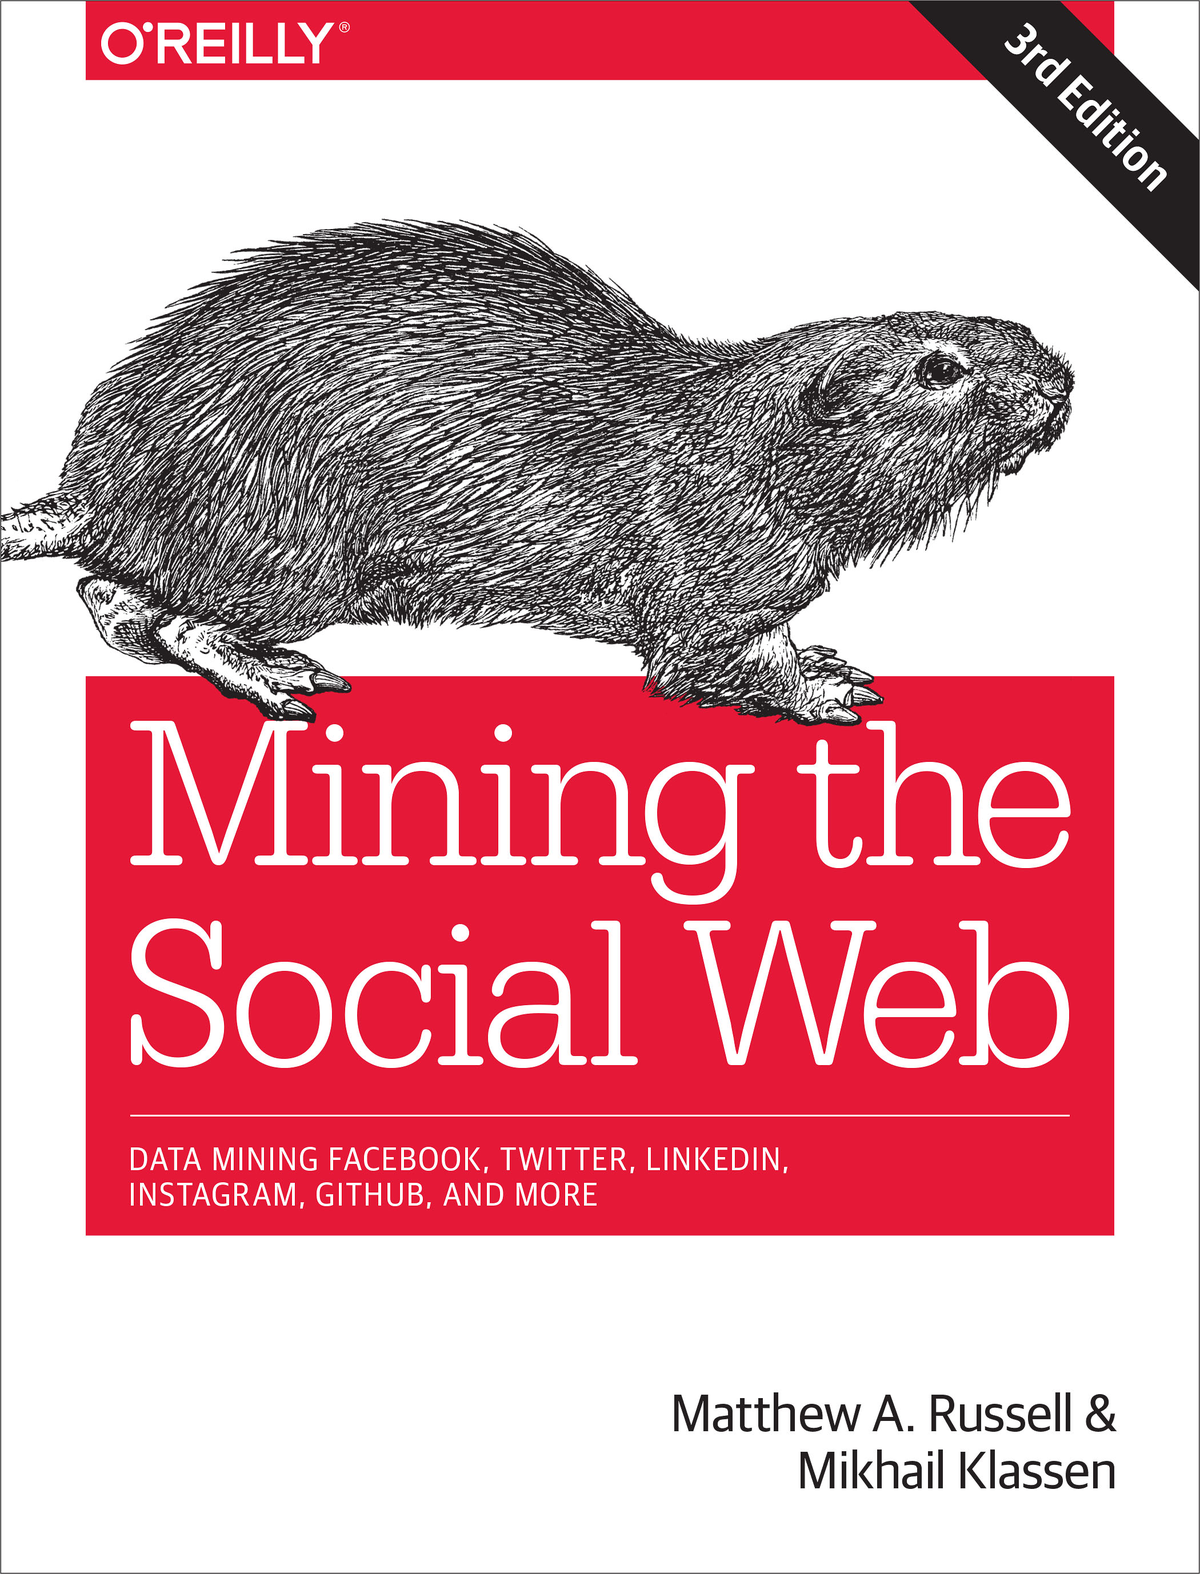 O'REILLY®
3rd Edition
Mining the
Social Web
DATA MINING FACEBOOK, TWITTER, LINKEDIN,
INSTAGRAM, GITHUB, AND MORE
Matthew A. Russell &
Mikhail Klassen